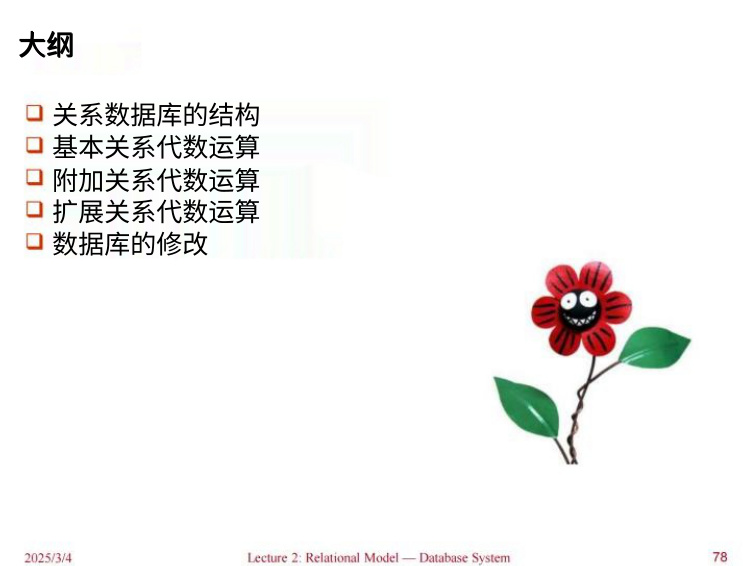 大纲
关系数据库的结构
基本关系代数运算
附加关系代数运算
扩展关系代数运算
数据库的修改
2025/3/4
Lecture 2: Relational Model — Database System
78